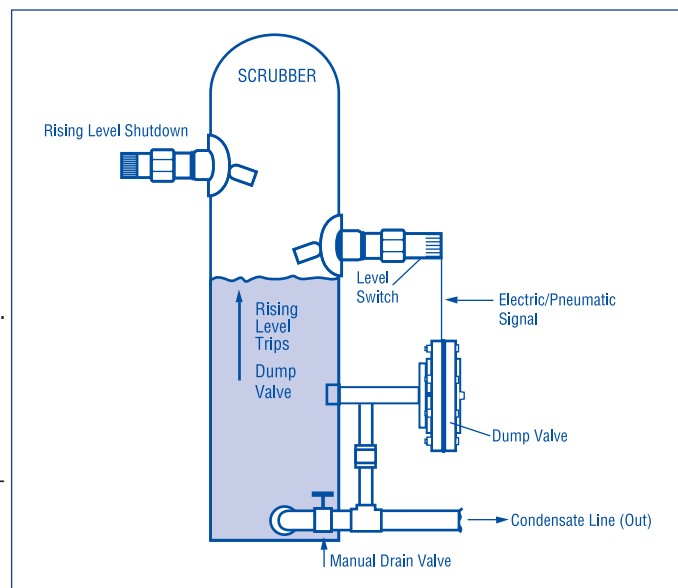 SCRUBBER
Rising Level Shutdown
Level
Switch
Electric/Pneumatic
Signal
Rising
Level
Trips
Dump
Valve
Dump Valve
Condensate Line (Out)
Manual Drain Valve